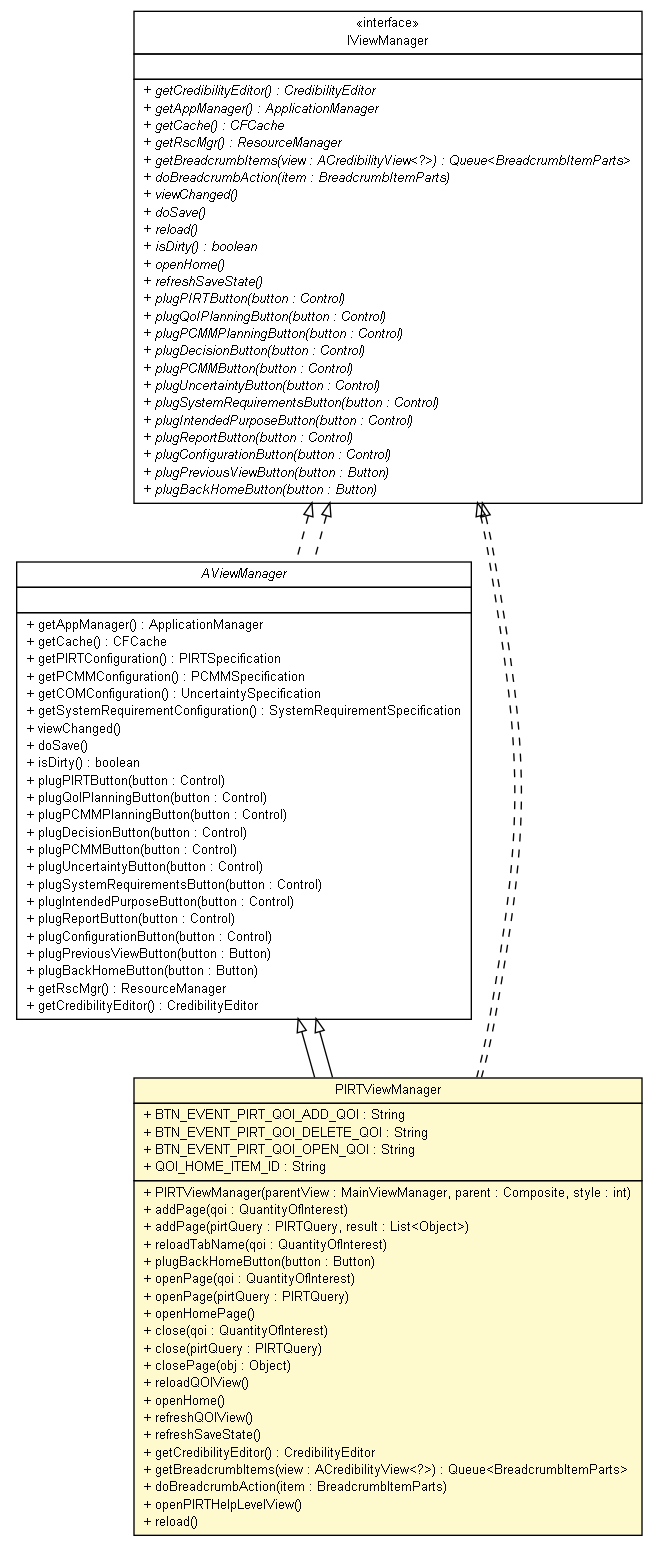 «interface»
IViewManager
+ getCredibilityEditor() : CredibilityEditor
+ getAppManager() : ApplicationManager
+ getCache() : CFCache
+ getRscMgr() : ResourceManager
+ getBreadcrumbItems(view : ACredibilityView<?>) : Queue<BreadcrumbItemParts>
+ doBreadcrumbAction(item : BreadcrumbItemParts)
+ viewChanged()
+ doSave()
+ reload()
+ isDirty() : boolean
+ openHome()
+ refreshSaveState()
+ plugPIRTButton(button : Control)
+ plugQoIPlanningButton(button : Control)
+ plugPCMMPlanningButton(button : Control)
+ plugDecisionButton(button : Control)
+ plugPCMMButton(button : Control)
+ plugUncertaintyButton(button : Control)
+ plugSystemRequirementsButton(button : Control)
+ plugIntendedPurposeButton(button : Control)
+ plugReportButton(button : Control)
+ plugConfigurationButton(button : Control)
+ plugPreviousViewButton(button : Button)
+ plugBackHomeButton(button : Button)
AViewManager
+ getAppManager() : ApplicationManager
+ getCache() : CFCache
+ getPIRTConfiguration() : PIRTSpecification
+ getPCMMConfiguration() : PCMMSpecification
+ getCOMConfiguration() : UncertaintySpecification
+ getSystemRequirementConfiguration() : SystemRequirementSpecification
+ viewChanged()
+ doSave()
+ isDirty() : boolean
+ plugPIRTButton(button : Control)
+ plugQoIPlanningButton(button : Control)
+ plugPCMMPlanningButton(button : Control)
+ plugDecisionButton(button : Control)
+ plugPCMMButton(button : Control)
+ plugUncertaintyButton(button : Control)
+ plugSystemRequirementsButton(button : Control)
+ plugIntendedPurposeButton(button : Control)
+ plugReportButton(button : Control)
+ plugConfigurationButton(button : Control)
+ plugPreviousViewButton(button : Button)
+ plugBackHomeButton(button : Button)
+ getRscMgr() : ResourceManager
+ getCredibilityEditor() : CredibilityEditor
PIRTViewManager
+ BTN_EVENT_PIRT_QOI_ADD_QOI : String
+ BTN_EVENT_PIRT_QOI_DELETE_QOI : String
+ BTN_EVENT_PIRT_QOI_OPEN_QOI : String
+ QOI_HOME_ITEM_ID : String
+ PIRTViewManager(parentView : MainViewManager, parent : Composite, style : int)
+ addPage(qoi : QuantityOfInterest)
+ addPage(pirtQuery : PIRTQuery, result : List<Object>)
+ reloadTabName(qoi : QuantityOfInterest)
+ plugBackHomeButton(button : Button)
+ openPage(qoi : QuantityOfInterest)
+ openPage(pirtQuery : PIRTQuery)
+ openHomePage()
+ close(qoi : QuantityOfInterest)
+ close(pirtQuery : PIRTQuery)
+ closePage(obj : Object)
+ reloadQOIView()
+ openHome()
+ refreshQOIView()
+ refreshSaveState()
+ getCredibilityEditor() : CredibilityEditor
+ getBreadcrumbItems(view : ACredibilityView<?>) : Queue<BreadcrumbItemParts>
+ doBreadcrumbAction(item : BreadcrumbItemParts)
+ openPIRTHelpLevelView()
+ reload()